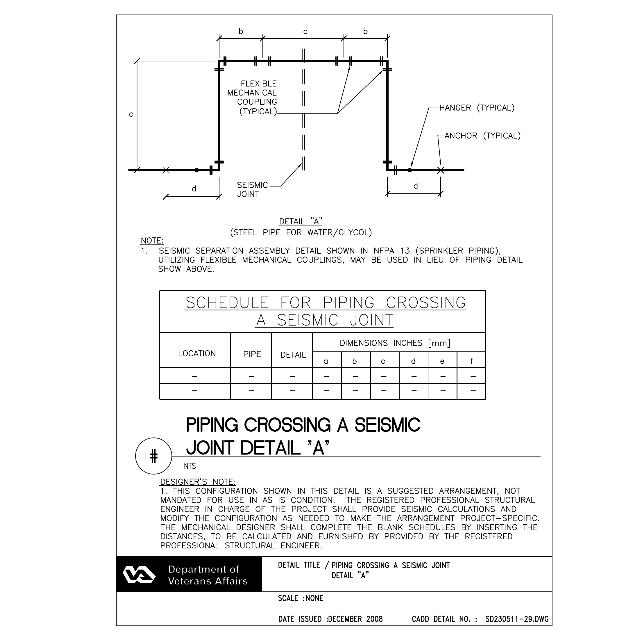 b c b
FLEXIBLE
MECHANICAL
COUPLING
(TYPICAL)
HANGER (TYPICAL)
a
ANCHOR (TYPICAL)
d
SEISMIC
JOINT
d
DETAIL "A"
(STEEL PIPE FOR WATER/GLYCOL)
NOTE:
1. SEISMIC SEPARATION ASSEMBLY DETAIL SHOWN IN NFPA 13 (SPRINKLER PIPING),
UTILIZING FLEXIBLE MECHANICAL COUPLINGS, MAY BE USED IN LIEU OF PIPING DETAIL
SHOW ABOVE.
SCHEDULE FOR PIPING CROSSING
A SEISMIC JOINT
LOCATION PIPE DETAIL DIMENSIONS INCHES [mm]
a b c d e f
– – – – – – – – –
– – – – – – – – –
PIPING CROSSING A SEISMIC
JOINT DETAIL "A"
#
NTS
DESIGNER'S NOTE:
1. THIS CONFIGURATION SHOWN IN THIS DETAIL IS A SUGGESTED ARRANGEMENT, NOT
MANDATED FOR USE IN AS IS CONDITION. THE REGISTERED PROFESSIONAL STRUCTURAL
ENGINEER IN CHARGE OF THE PROJECT SHALL PROVIDE SEISMIC CALCULATIONS AND
MODIFY THE CONFIGURATION AS NEEDED TO MAKE THE ARRANGEMENT PROJECT-SPECIFIC.
THE MECHANICAL DESIGNER SHALL COMPLETE THE BLANK SCHEDULES BY INSERTING THE
DISTANCES, TO BE CALCULATED AND FURNISHED BY PROVIDED BY THE REGISTERED
PROFESSIONAL STRUCTURAL ENGINEER.
Department of
Veterans Affairs
DETAIL TITLE / PIPING CROSSING A SEISMIC JOINT
DETAIL "A"
SCALE :NONE
DATE ISSUED :DECEMBER 2008 CADD DETAIL NO. : SD230511-29.DWG